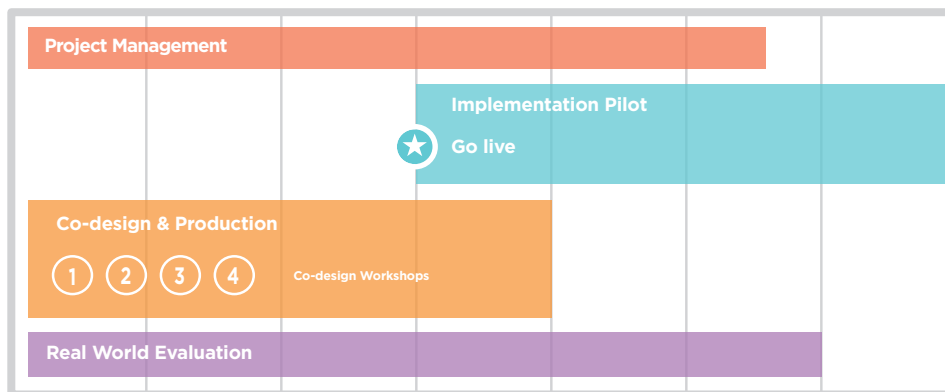 Project Management
Implementation Pilot
Go live
Co-design & Production
1 2 3 4 Co-design Workshops
Real World Evaluation